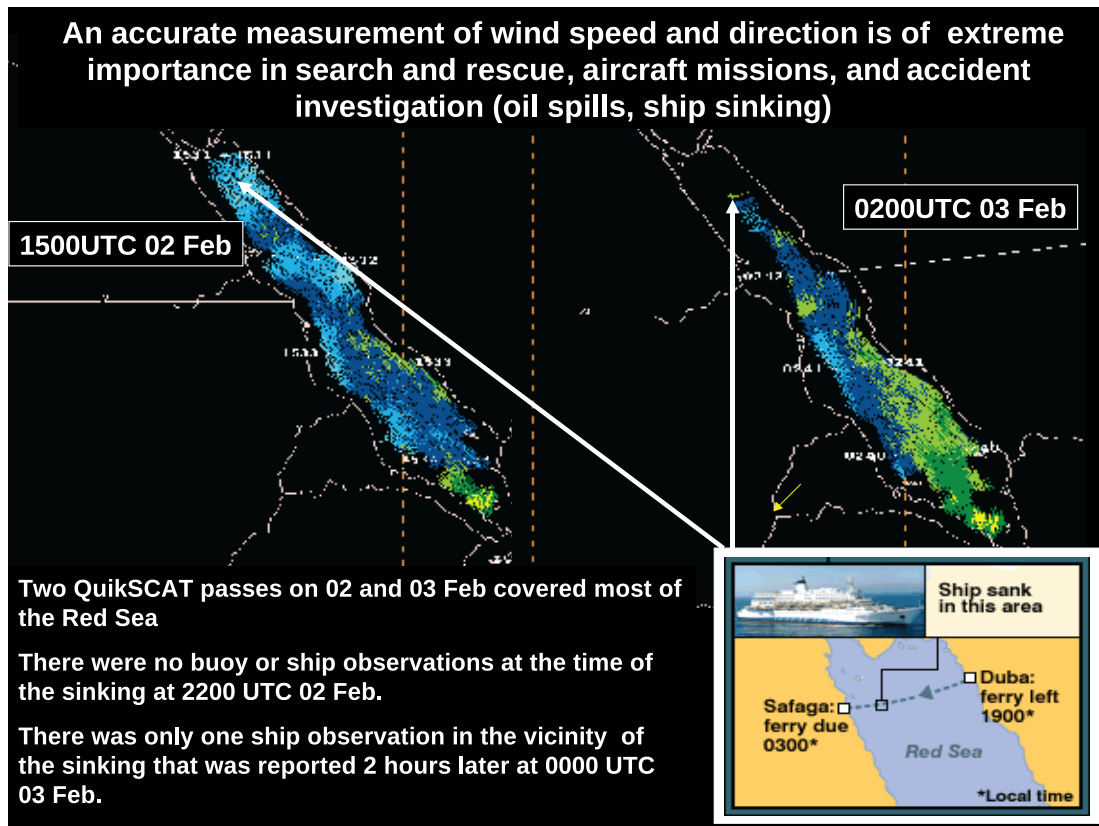 An accurate measurement of wind speed and direction is of extreme
importance in search and rescue, aircraft missions, and accident
investigation (oil spills, ship sinking)
1500UTC 02 Feb
0200UTC 03 Feb
1533
1533
0241
0241
0240
Two QuikSCAT passes on 02 and 03 Feb covered most of
the Red Sea
There were no buoy or ship observations at the time of
the sinking at 2200 UTC 02 Feb.
There was only one ship observation in the vicinity of
the sinking that was reported 2 hours later at 0000 UTC
03 Feb.
Ship sank
in this area
Duba:
ferry left
1900*
Safaga:
ferry due
0300*
Red Sea
*Local time